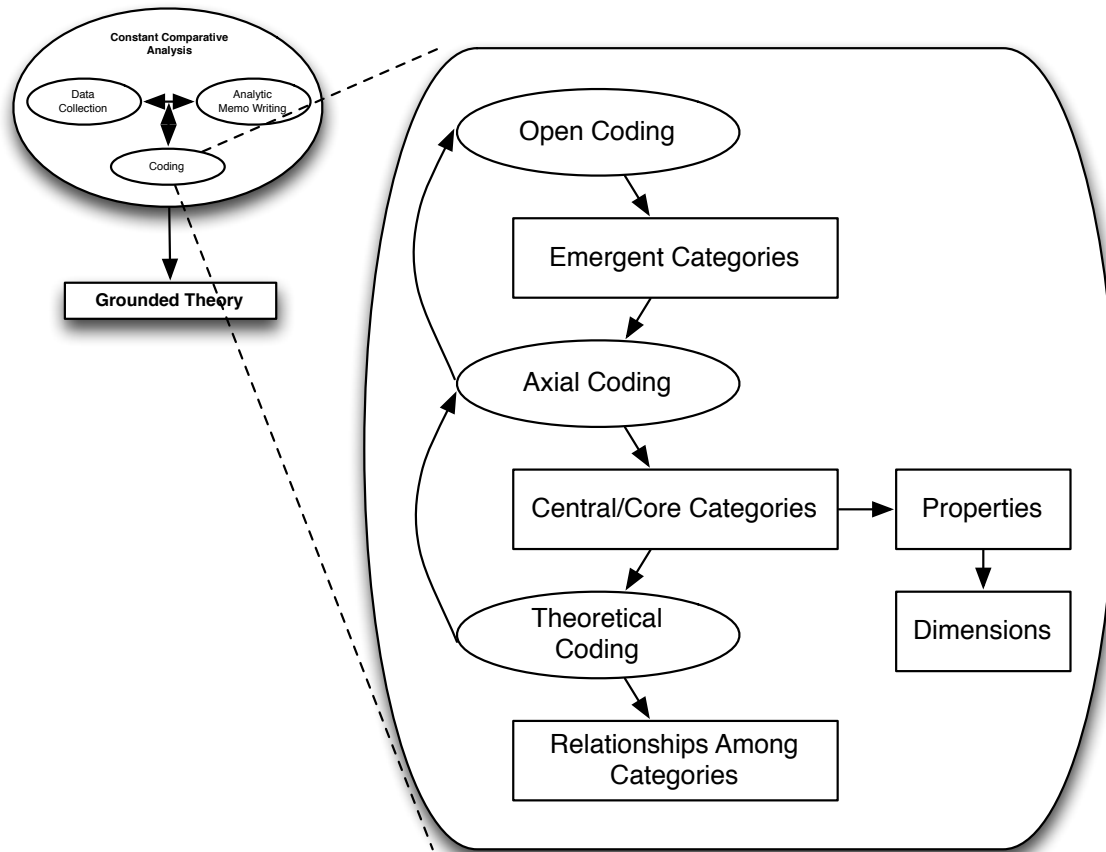 Constant Comparative
Analysis
Data
Collection
Analytic
Memo Writing
Coding
Grounded Theory
Open Coding
Emergent Categories
Axial Coding
Central/Core Categories
Properties
Theoretical
Coding
Dimensions
Relationships Among
Categories